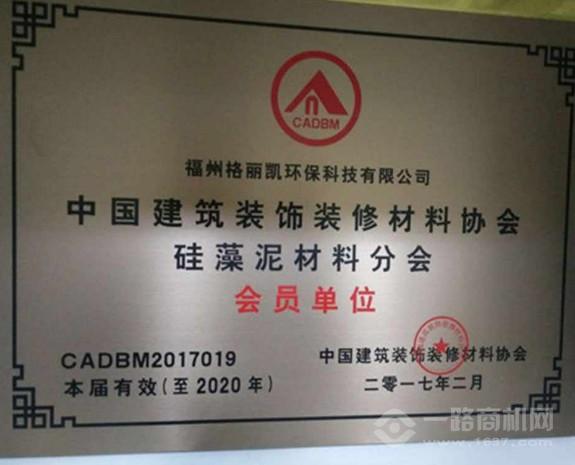 CADBM
福州格丽凯环保科技有限公司
中国建筑装饰装修材料协会
硅藻泥材料分会
会员单位
CADBM2017019
本届有效(至2020年)
中国建筑装饰装修材料协会
二零一七年二月
一路商机网
www.1637.com